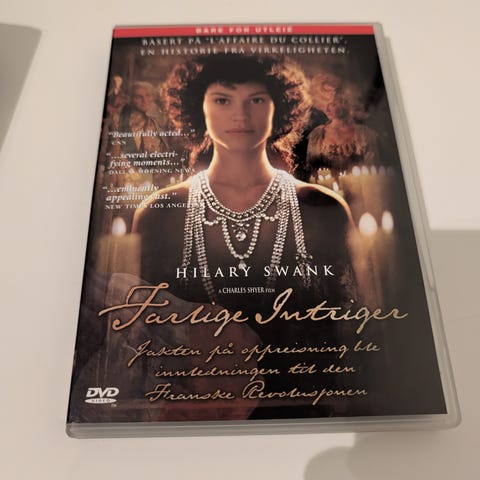 BARE FOR UTLEIE
BASERT PÅ "L'AFFAIRE DU COLLIER",
EN HISTORIE FRA VIRKELIGHETEN.
"Beautifully acted..."
CNN
"...several electri-
fying moments..."
DALLAS MORNING NEWS
"...eminently
appealing cast."
NEW TIMES LOS ANGELES
HILARY SWANK
A CHARLES SHYER FILM
Farlige Intriger
Jakten på oppreisning ble
innledningen til den
Franske Revolusjonen
DVD
VIDEO